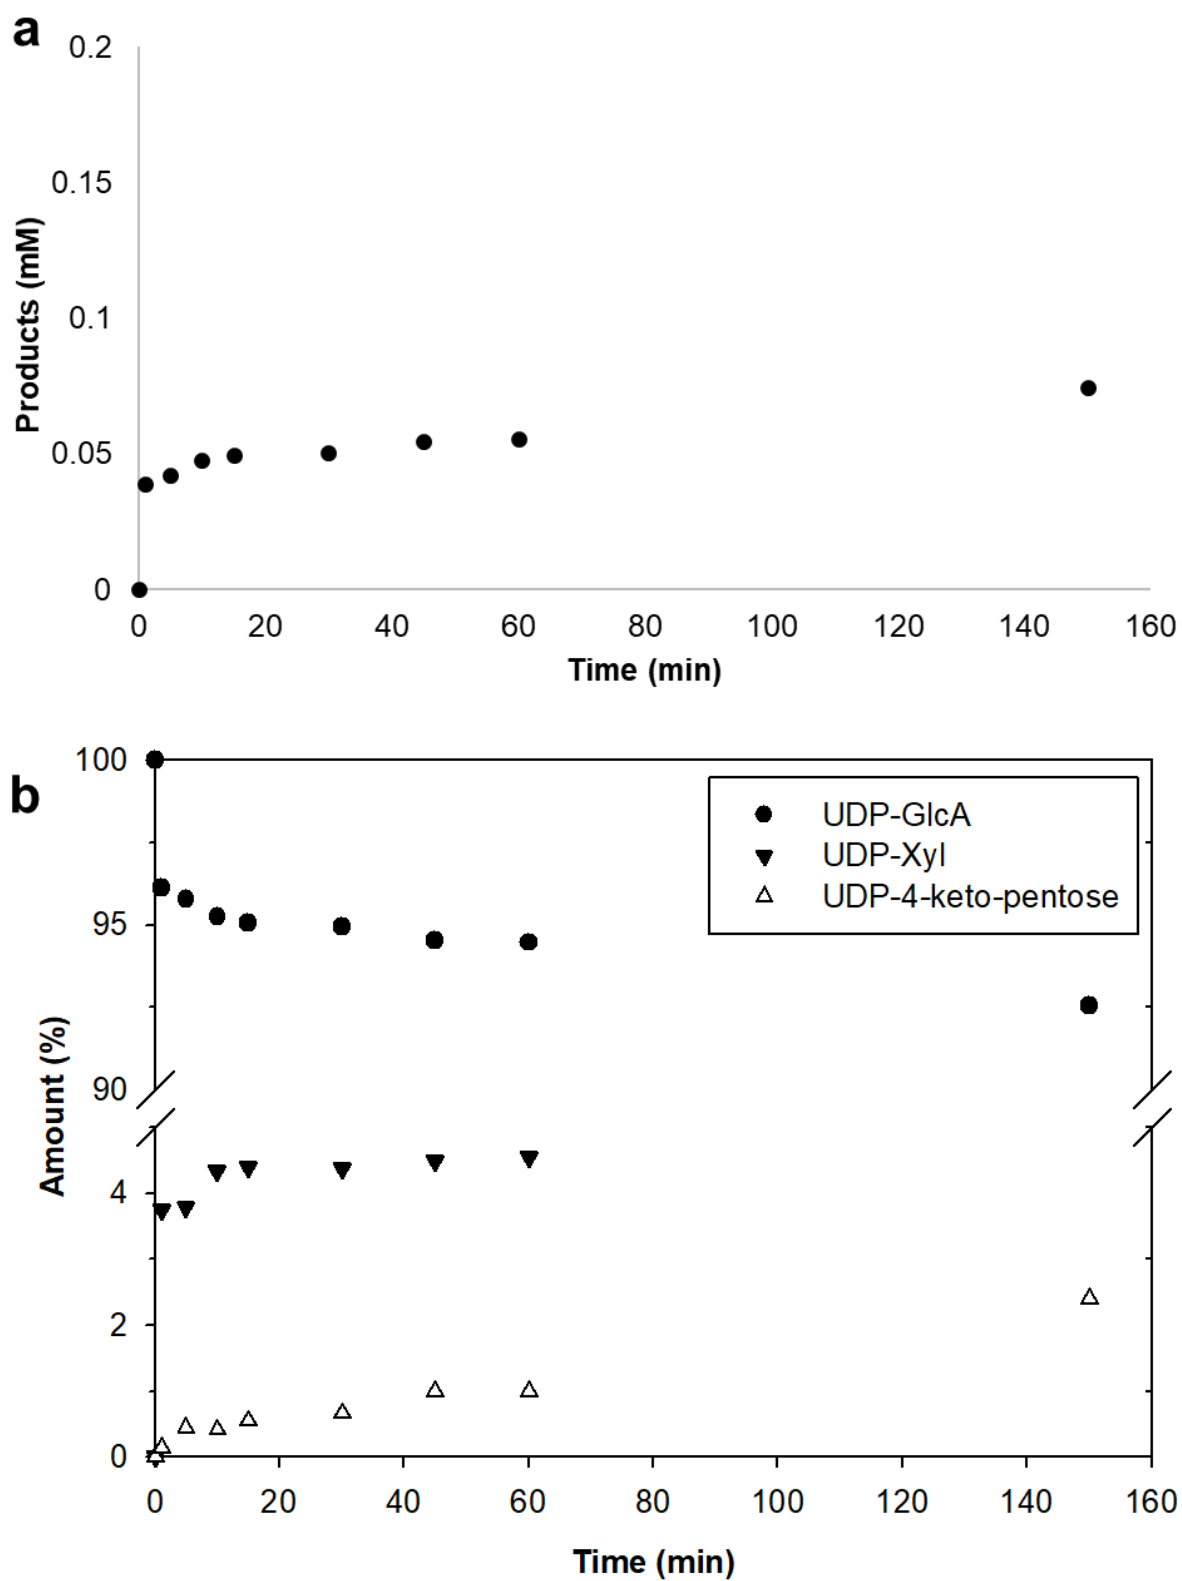 a
0.2
0.15
0.1
0.05
0
Products (mM)
0 20 40 60 80 100 120 140 160
Time (min)
b
100
95
90
4
2
0
Amount (%)
UDP-GlcA
UDP-Xyl
UDP-4-keto-pentose
0 20 40 60 80 100 120 140 160
Time (min)